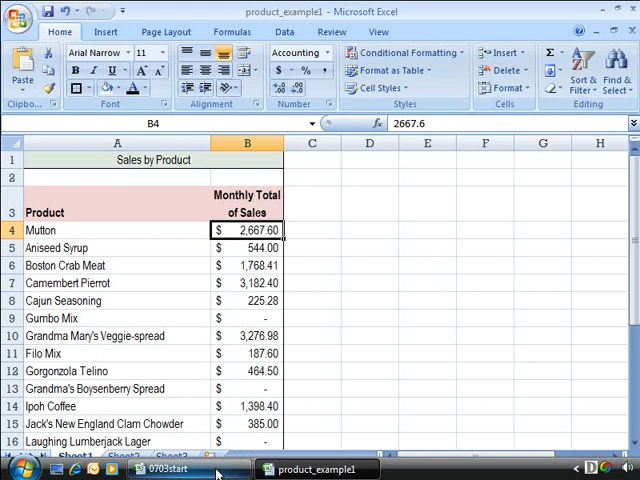 product_example1 - Microsoft Excel
Home Insert Page Layout Formulas Data Review View
Paste
Arial Narrow 11
B I U
Accounting
$ % ,
Conditional Formatting
Format as Table
Cell Styles
Insert
Delete
Format
Σ
Sort & Filter
Find & Select
Clipboa... Font Alignment Number Styles Cells Editing
B4 fx 2667.6
A B C D E F G H
1 Sales by Product
2
Monthly Total
3 Product of Sales
4 Mutton $ 2,667.60
5 Aniseed Syrup $ 544.00
6 Boston Crab Meat $ 1,768.41
7 Camembert Pierrot $ 3,182.40
8 Cajun Seasoning $ 225.28
9 Gumbo Mix $ -
10 Grandma Mary's Veggie-spread $ 3,276.98
11 Filo Mix $ 187.60
12 Gorgonzola Telino $ 464.50
13 Grandma's Boysenberry Spread $ -
14 Ipoh Coffee $ 1,398.40
15 Jack's New England Clam Chowder $ 385.00
16 Laughing Lumberjack Lager $ -
Sheet1 Sheet2 Sheet3
0703start product_example1